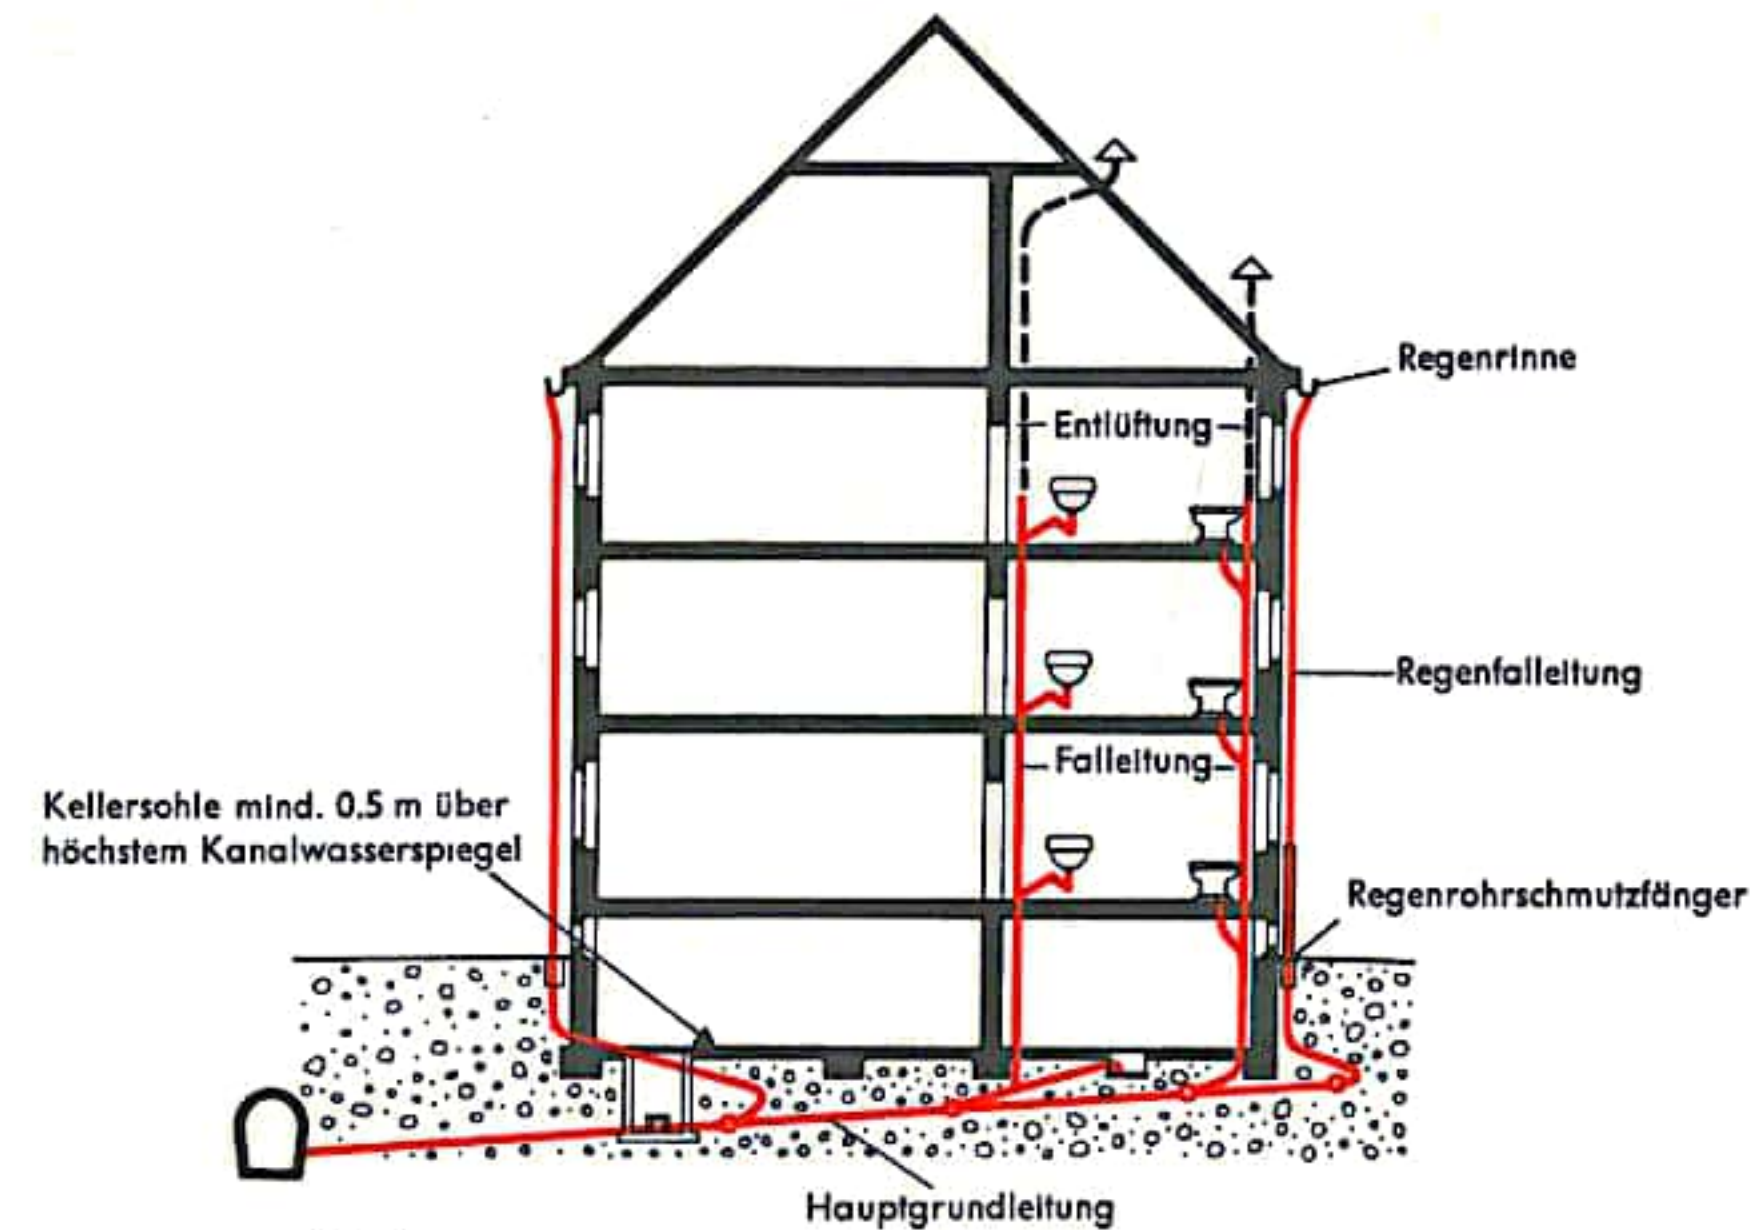 Regenrinne
Entlüftung
Regenfalleitung
Falleitung
Kellersohle mind. 0.5 m über
höchstem Kanalwasserspiegel
Regenrohrschmutzfänger
Hauptgrundleitung